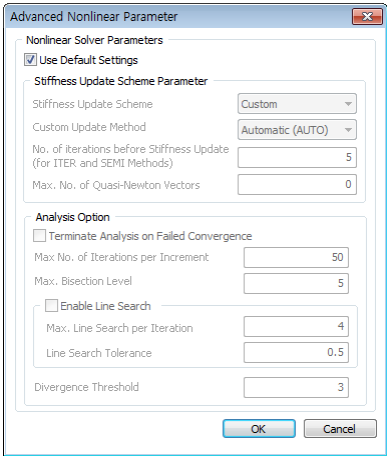 Advanced Nonlinear Parameter
Nonlinear Solver Parameters
Use Default Settings
Stiffness Update Scheme Parameter
Stiffness Update Scheme Custom
Custom Update Method Automatic (AUTO)
No. of iterations before Stiffness Update
(for ITER and SEMI Methods) 5
Max. No. of Quasi-Newton Vectors 0
Analysis Option
Terminate Analysis on Failed Convergence
Max No. of Iterations per Increment 50
Max. Bisection Level 5
Enable Line Search
Max. Line Search per Iteration 4
Line Search Tolerance 0.5
Divergence Threshold 3
OK Cancel